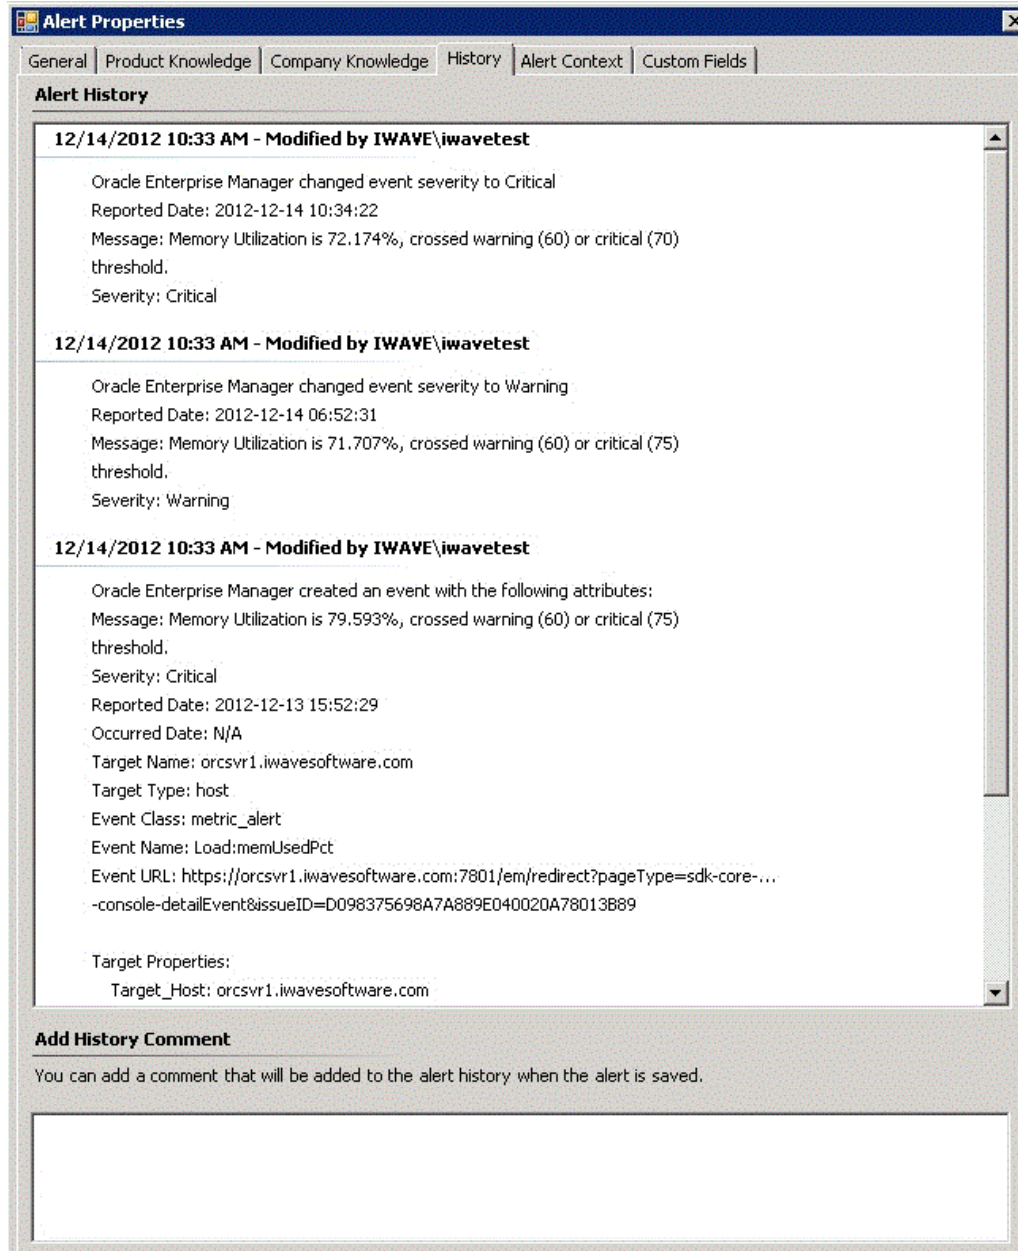 Alert Properties
General Product Knowledge Company Knowledge History Alert Context Custom Fields
Alert History
12/14/2012 10:33 AM - Modified by IWAVE\iwavetest
Oracle Enterprise Manager changed event severity to Critical
Reported Date: 2012-12-14 10:34:22
Message: Memory Utilization is 72.174%, crossed warning (60) or critical (70)
threshold.
Severity: Critical
12/14/2012 10:33 AM - Modified by IWAVE\iwavetest
Oracle Enterprise Manager changed event severity to Warning
Reported Date: 2012-12-14 06:52:31
Message: Memory Utilization is 71.707%, crossed warning (60) or critical (75)
threshold.
Severity: Warning
12/14/2012 10:33 AM - Modified by IWAVE\iwavetest
Oracle Enterprise Manager created an event with the following attributes:
Message: Memory Utilization is 79.593%, crossed warning (60) or critical (75)
threshold.
Severity: Critical
Reported Date: 2012-12-13 15:52:29
Occurred Date: N/A
Target Name: orcsvr1.iwavesoftware.com
Target Type: host
Event Class: metric_alert
Event Name: Load:memUsedPct
Event URL: https://orcsvr1.iwavesoftware.com:7801/em/redirect?pageType=sdk-core-...
-console-detailEvent&issueID=D098375698A7A889E040020A78013B89
Target Properties:
Target_Host: orcsvr1.iwavesoftware.com
Add History Comment
You can add a comment that will be added to the alert history when the alert is saved.